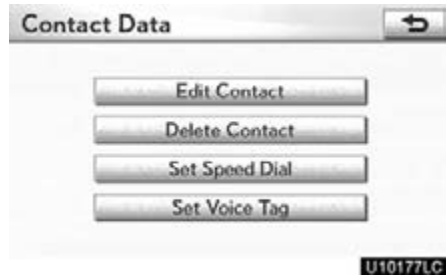 Contact Data
Edit Contact
Delete Contact
Set Speed Dial
Set Voice Tag
U10177LC